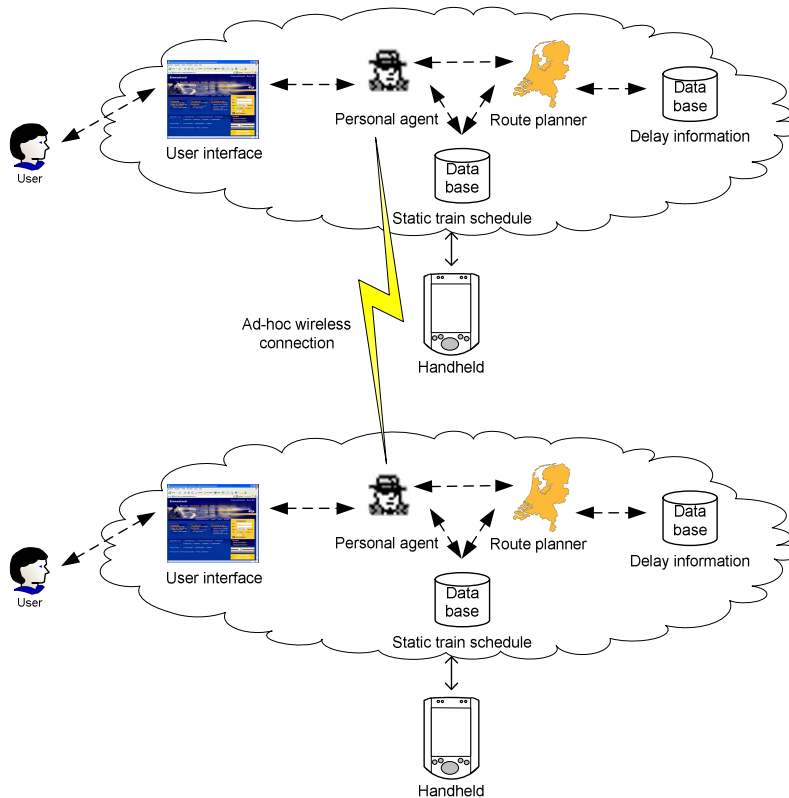 Data
base
Personal agent
Route planner
Delay information
User interface
User
Data
base
Static train schedule
Ad-hoc wireless
connection
Handheld
Data
base
Personal agent
Route planner
Delay information
User interface
User
Data
base
Static train schedule
Handheld